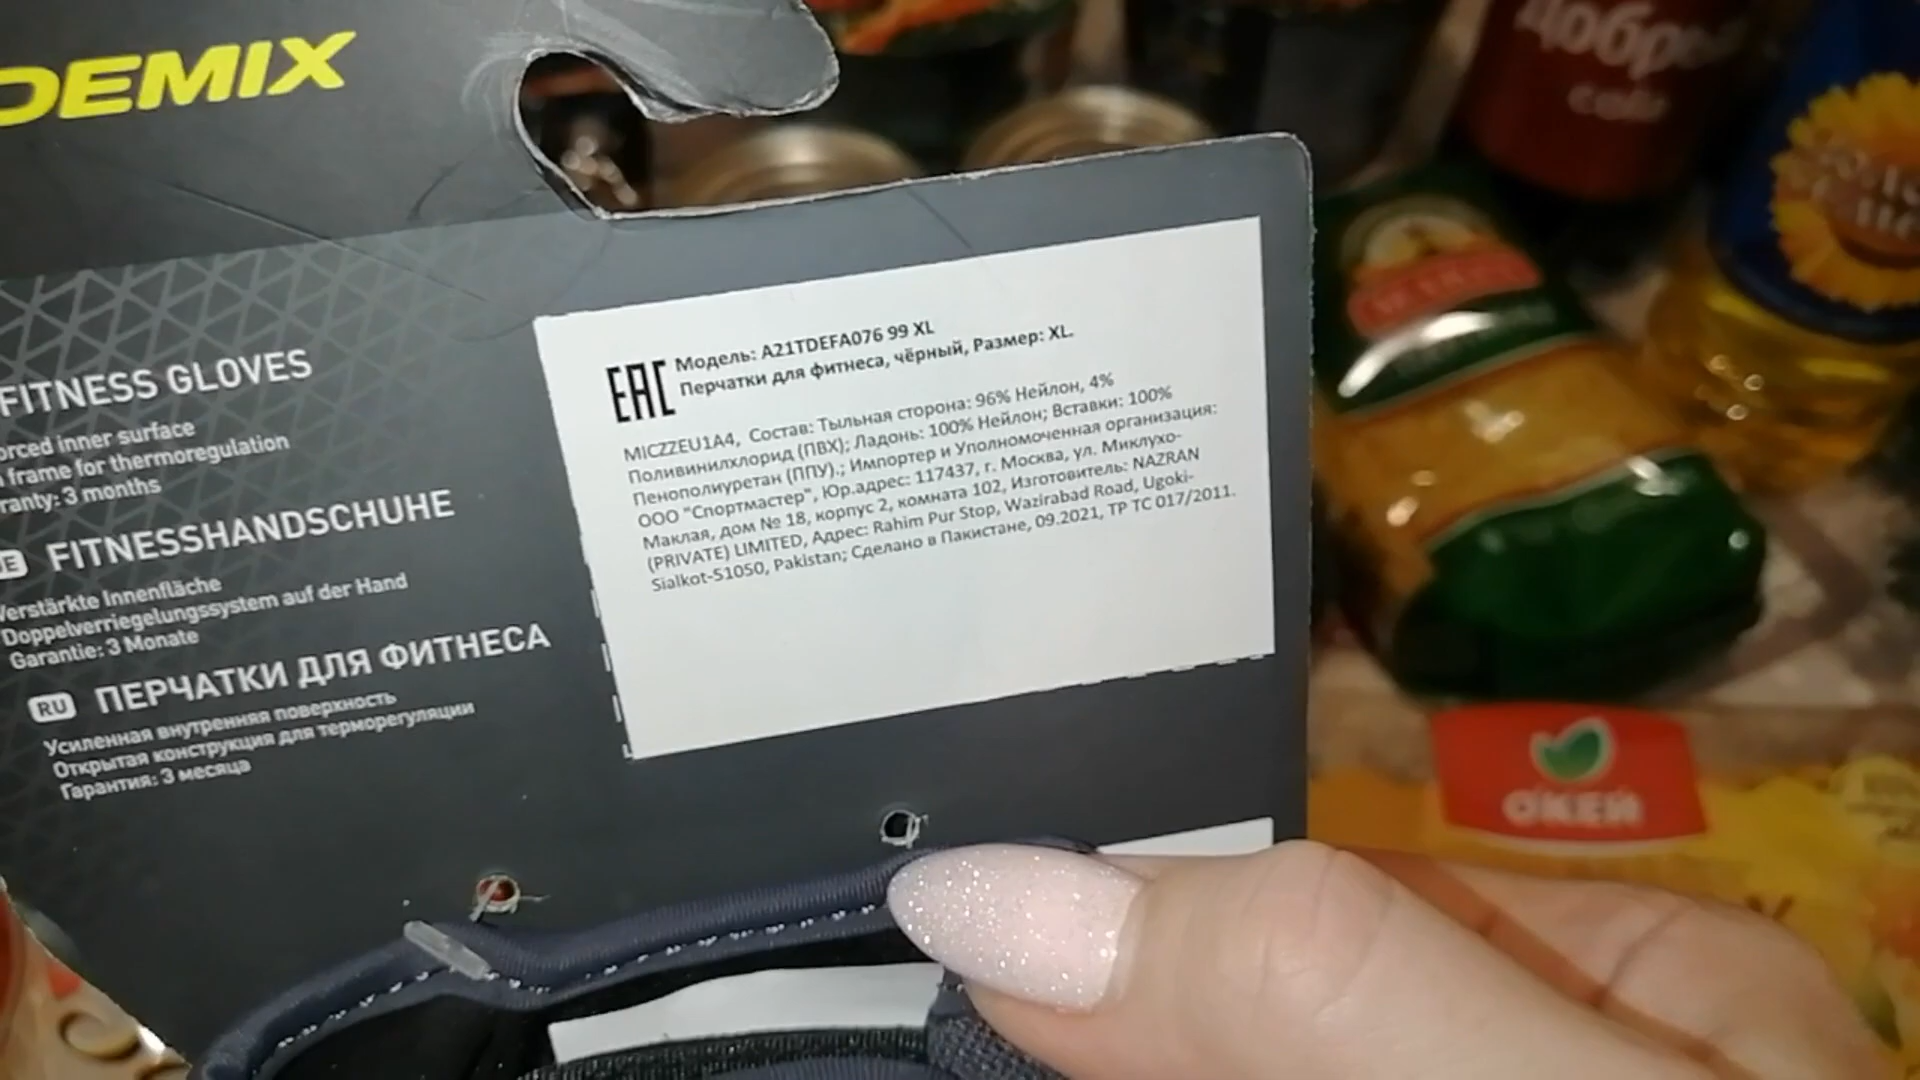 DEMIX
FITNESS GLOVES
orced inner surface
frame for thermoregulation
ranty: 3 months
FITNESSHANDSCHUHE
Verstärkte Innenfläche
Doppelverriegelungssystem auf der Hand
Garantie: 3 Monate
RU ПЕРЧАТКИ ДЛЯ ФИТНЕСА
Усиленная внутренняя поверхность
Открытая конструкция для терморегуляции
Гарантия: 3 месяца
EAC
Модель: A21TDEFA076 99 XL
Перчатки для фитнеса, чёрный, Размер: XL.
MICZZEU1A4, Состав: Тыльная сторона: 96% Нейлон, 4%
Поливинилхлорид (ПВХ); Ладонь: 100% Нейлон; Вставки: 100%
Пенополиуретан (ППУ).; Импортер и Уполномоченная организация:
ООО "Спортмастер", Юр.адрес: 117437, г. Москва, ул. Миклухо-
Маклая, дом № 18, корпус 2, комната 102, Изготовитель: NAZRAN
(PRIVATE) LIMITED, Адрес: Rahim Pur Stop, Wazirabad Road, Ugoki-
Sialkot-51050, Pakistan; Сделано в Пакистане, 09.2021, ТР ТС 017/2011.
ОКЕЙ